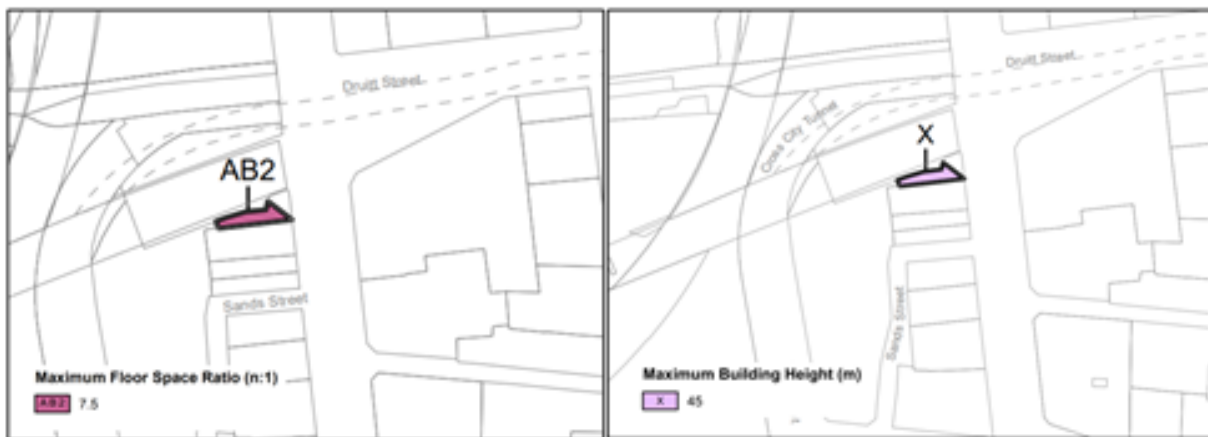 Druitt Street
AB2
Sands Street
Maximum Floor Space Ratio (n:1)
AB2 7.5
Druitt Street
Cross City Tunnel
X
Sands Street
Maximum Building Height (m)
X 45